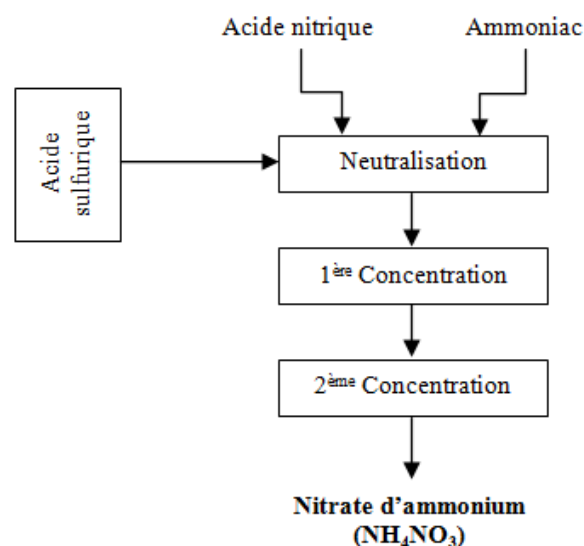 Acide nitrique
Ammoniac
Acide
sulfurique
Neutralisation
1ère Concentration
2ème Concentration
Nitrate d’ammonium
(NH₄NO₃)